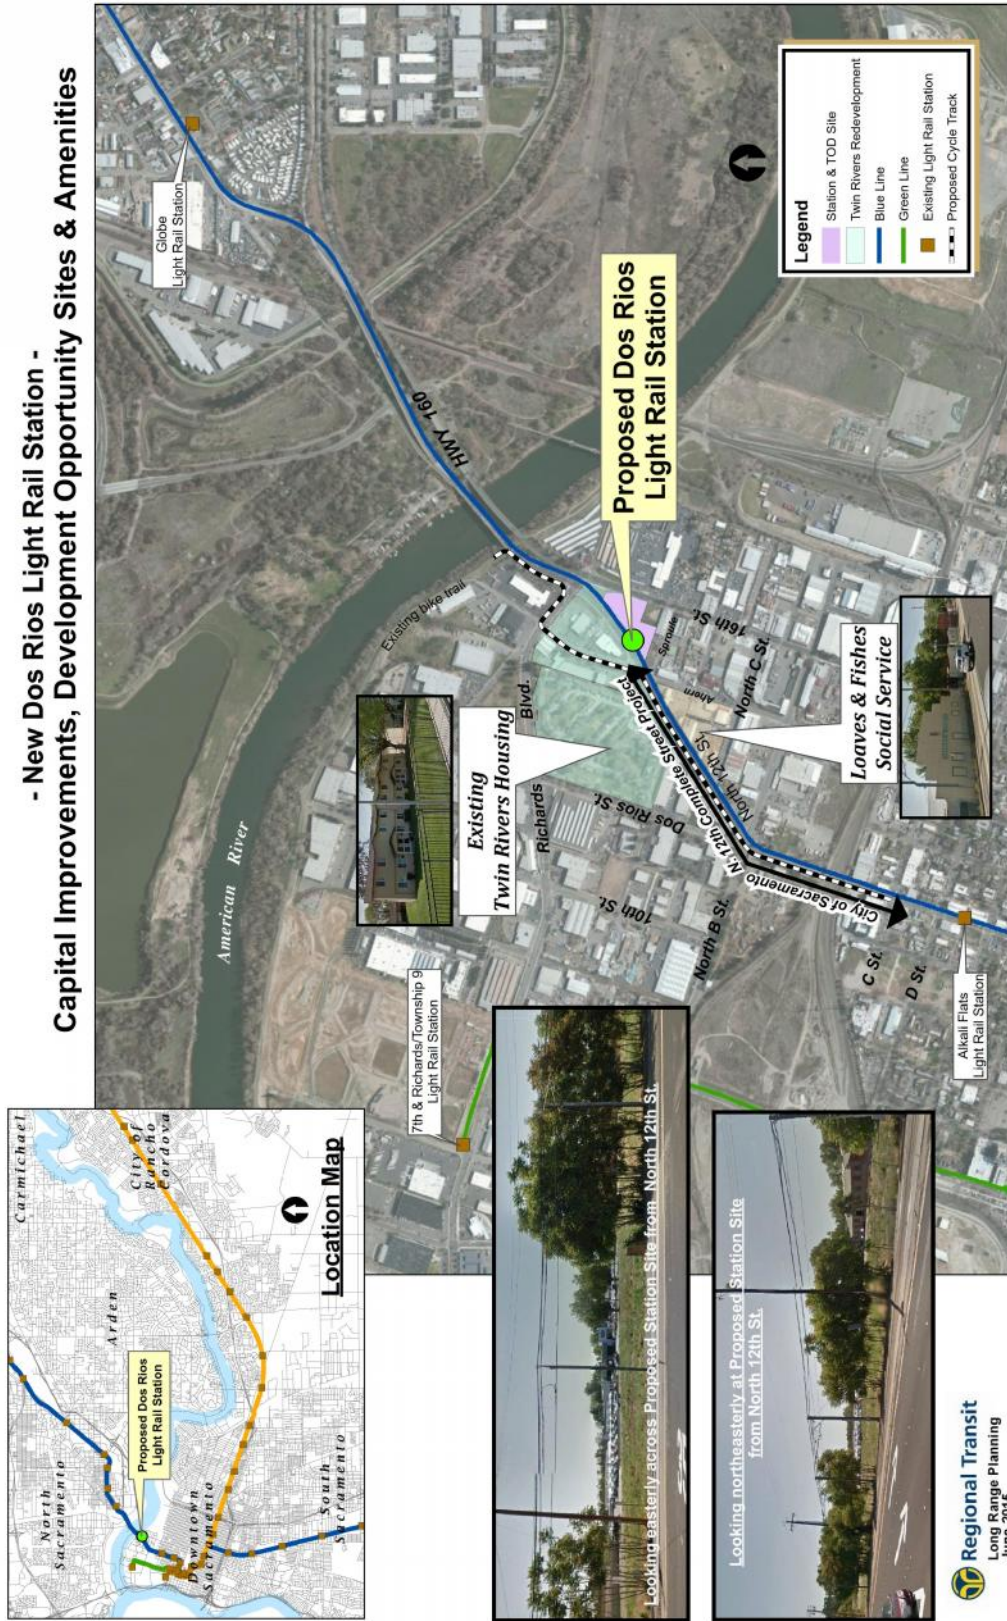 - New Dos Rios Light Rail Station -
Capital Improvements, Development Opportunity Sites & Amenities
Carmichael
City of
Rancho
Cordova
Arden
North
Sacramento
Proposed Dos Rios
Light Rail Station
Downtown
Sacramento
South
Sacramento
Location Map
Globe
Light Rail Station
HWY 160
American River
Existing bike trail
7th & Richards/Township 9
Light Rail Station
Existing
Twin Rivers Housing
Richards
Blvd.
Dos Rios St.
10th St.
North B St.
Proposed Dos Rios
Light Rail Station
16th St.
Sproule
Ahern
North C St.
North 12th St.
City of Sacramento N. 12th Complete Street Project
Loaves & Fishes
Social Service
C St.
D St.
Alkali Flats
Light Rail Station
Legend
Station & TOD Site
Twin Rivers Redevelopment
Blue Line
Green Line
Existing Light Rail Station
Proposed Cycle Track
Looking easterly across Proposed Station Site from North 12th St.
Looking northeasterly at Proposed Station Site
from North 12th St.
Regional Transit
Long Range Planning
June 2015